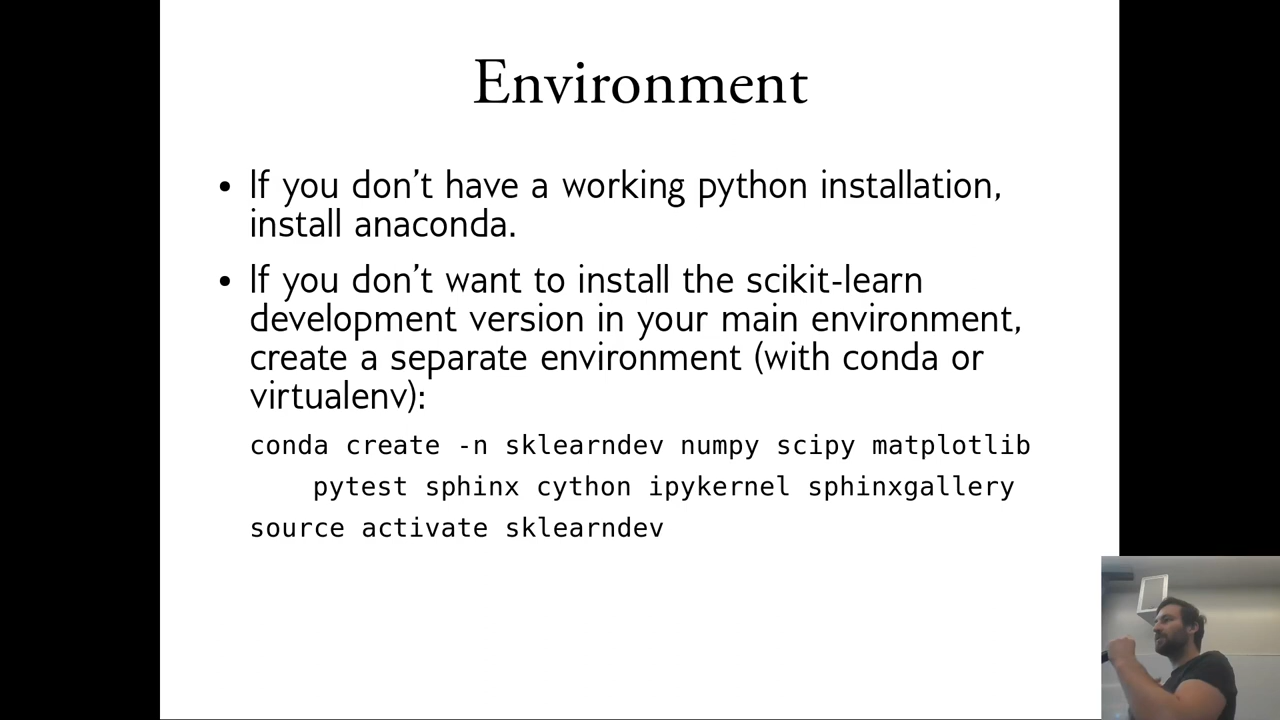 Environment
• If you don’t have a working python installation,
install anaconda.
• If you don’t want to install the scikit-learn
development version in your main environment,
create a separate environment (with conda or
virtualenv):
conda create -n sklearndev numpy scipy matplotlib
pytest sphinx cython ipykernel sphinxgallery
source activate sklearndev